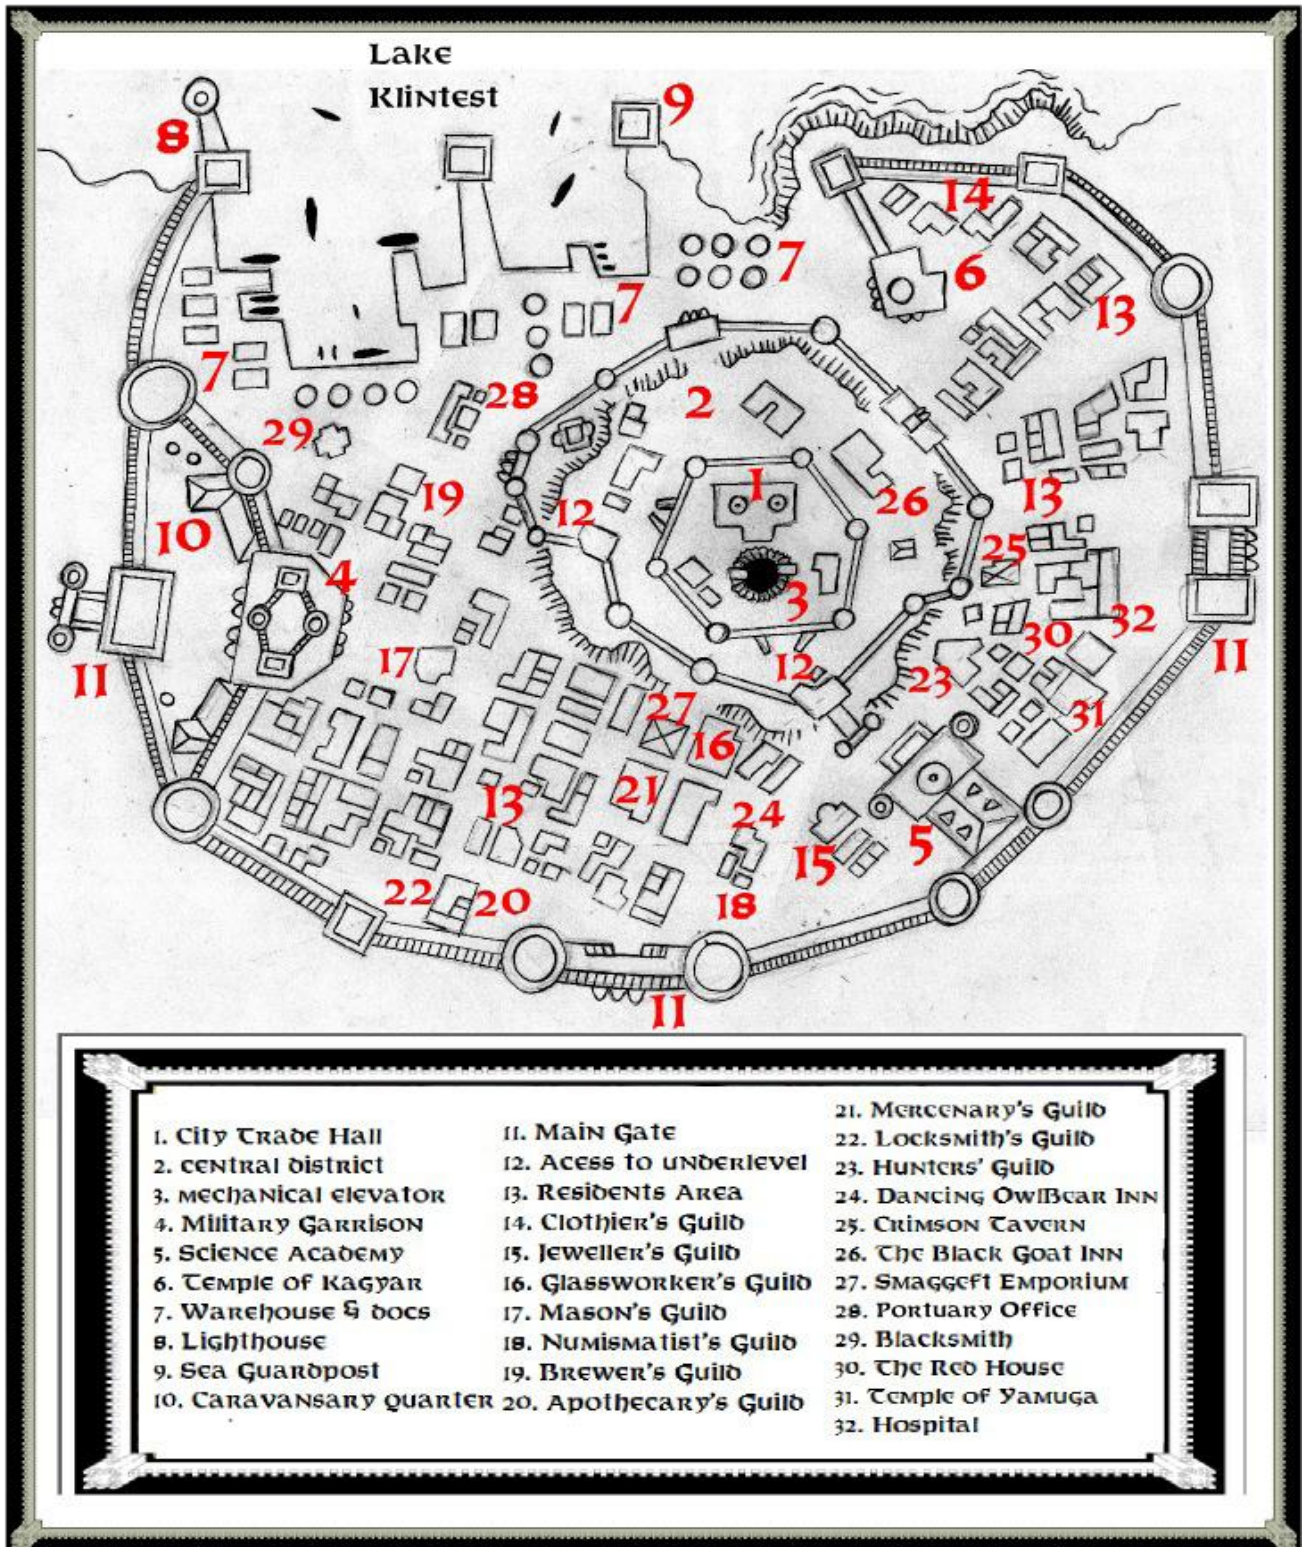 Lake
Klintest
9
8
14
7
6
7
13
7
28
2
29
1
19
12
26
13
10
25
4
3
32
30
17
12
23
11
11
27
31
16
21
13
24
5
15
22
20
18
11
1. City Trade Hall
2. central district
3. mechanical elevator
4. Military Garrison
5. Science Academy
6. Temple of Kagyar
7. Warehouse & docs
8. Lighthouse
9. Sea Guardpost
10. Caravansary quarter
11. Main Gate
12. Acess to underlevel
13. Residents Area
14. Clothier's Guild
15. Jeweller's Guild
16. Glassworker's Guild
17. Mason's Guild
18. Numismatist's Guild
19. Brewer's Guild
20. Apothecary's Guild
21. Mercenary's Guild
22. Locksmith's Guild
23. Hunters' Guild
24. Dancing OwlBear Inn
25. Crimson Tavern
26. The Black Goat Inn
27. Smaggeft Emporium
28. Portuary Office
29. Blacksmith
30. The Red House
31. Temple of Yamuga
32. Hospital